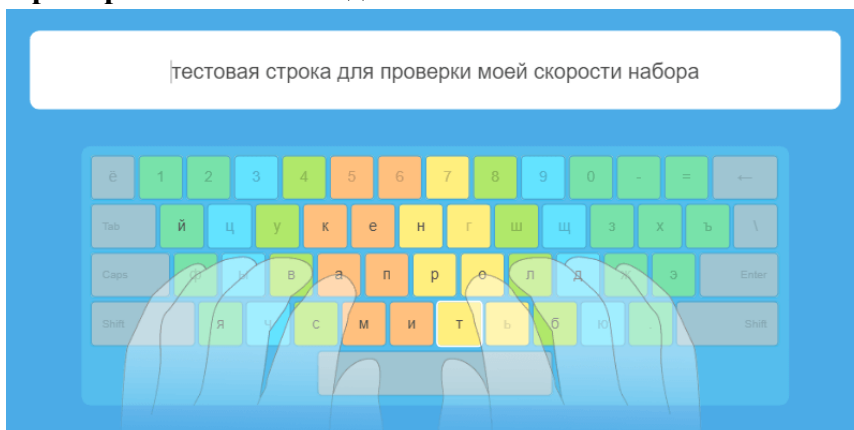 тестовая строка для проверки моей скорости набора
ё 1 2 3 4 5 6 7 8 9 0 - = ←
Tab й ц у к е н г ш щ з х ъ \
Caps ф ы в а п р о л д ж э Enter
Shift я ч с м и т ь б ю . Shift